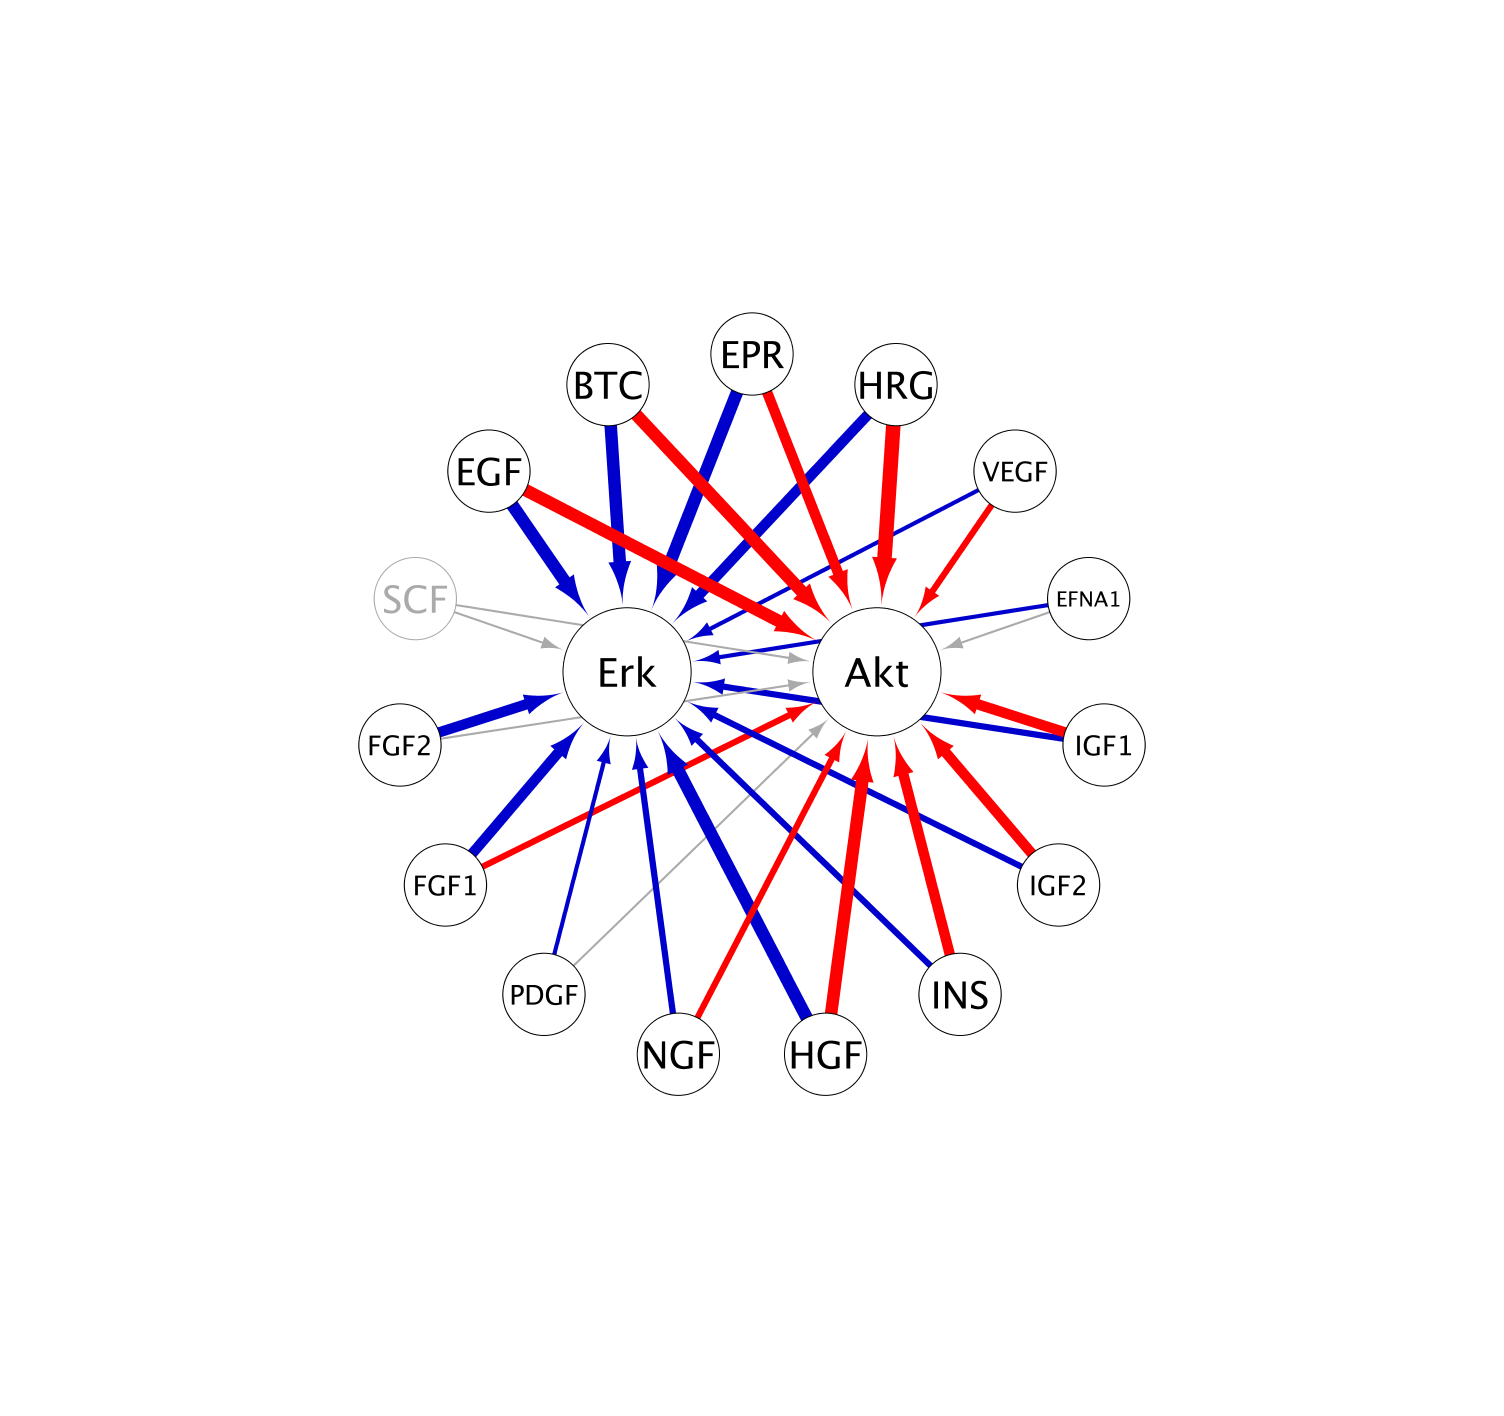 EPR
BTC
HRG
EGF
VEGF
SCF
EFNA1
Erk
Akt
FGF2
IGF1
FGF1
IGF2
PDGF
INS
NGF
HGF